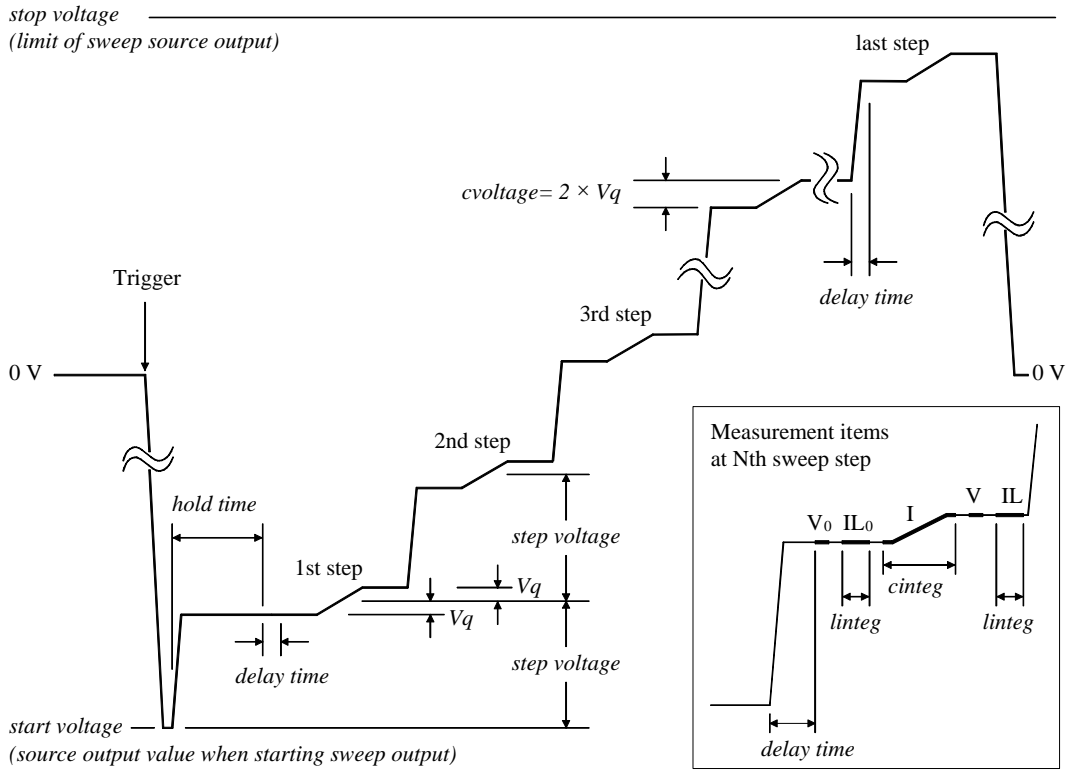 stop voltage
(limit of sweep source output)
last step
cvoltage= 2 × Vq
delay time
Trigger
3rd step
0 V
0 V
2nd step
hold time
step voltage
1st step
Vq
Vq
delay time
step voltage
start voltage
(source output value when starting sweep output)
Measurement items
at Nth sweep step
V0 IL0 I V IL
cinteg
linteg
linteg
delay time